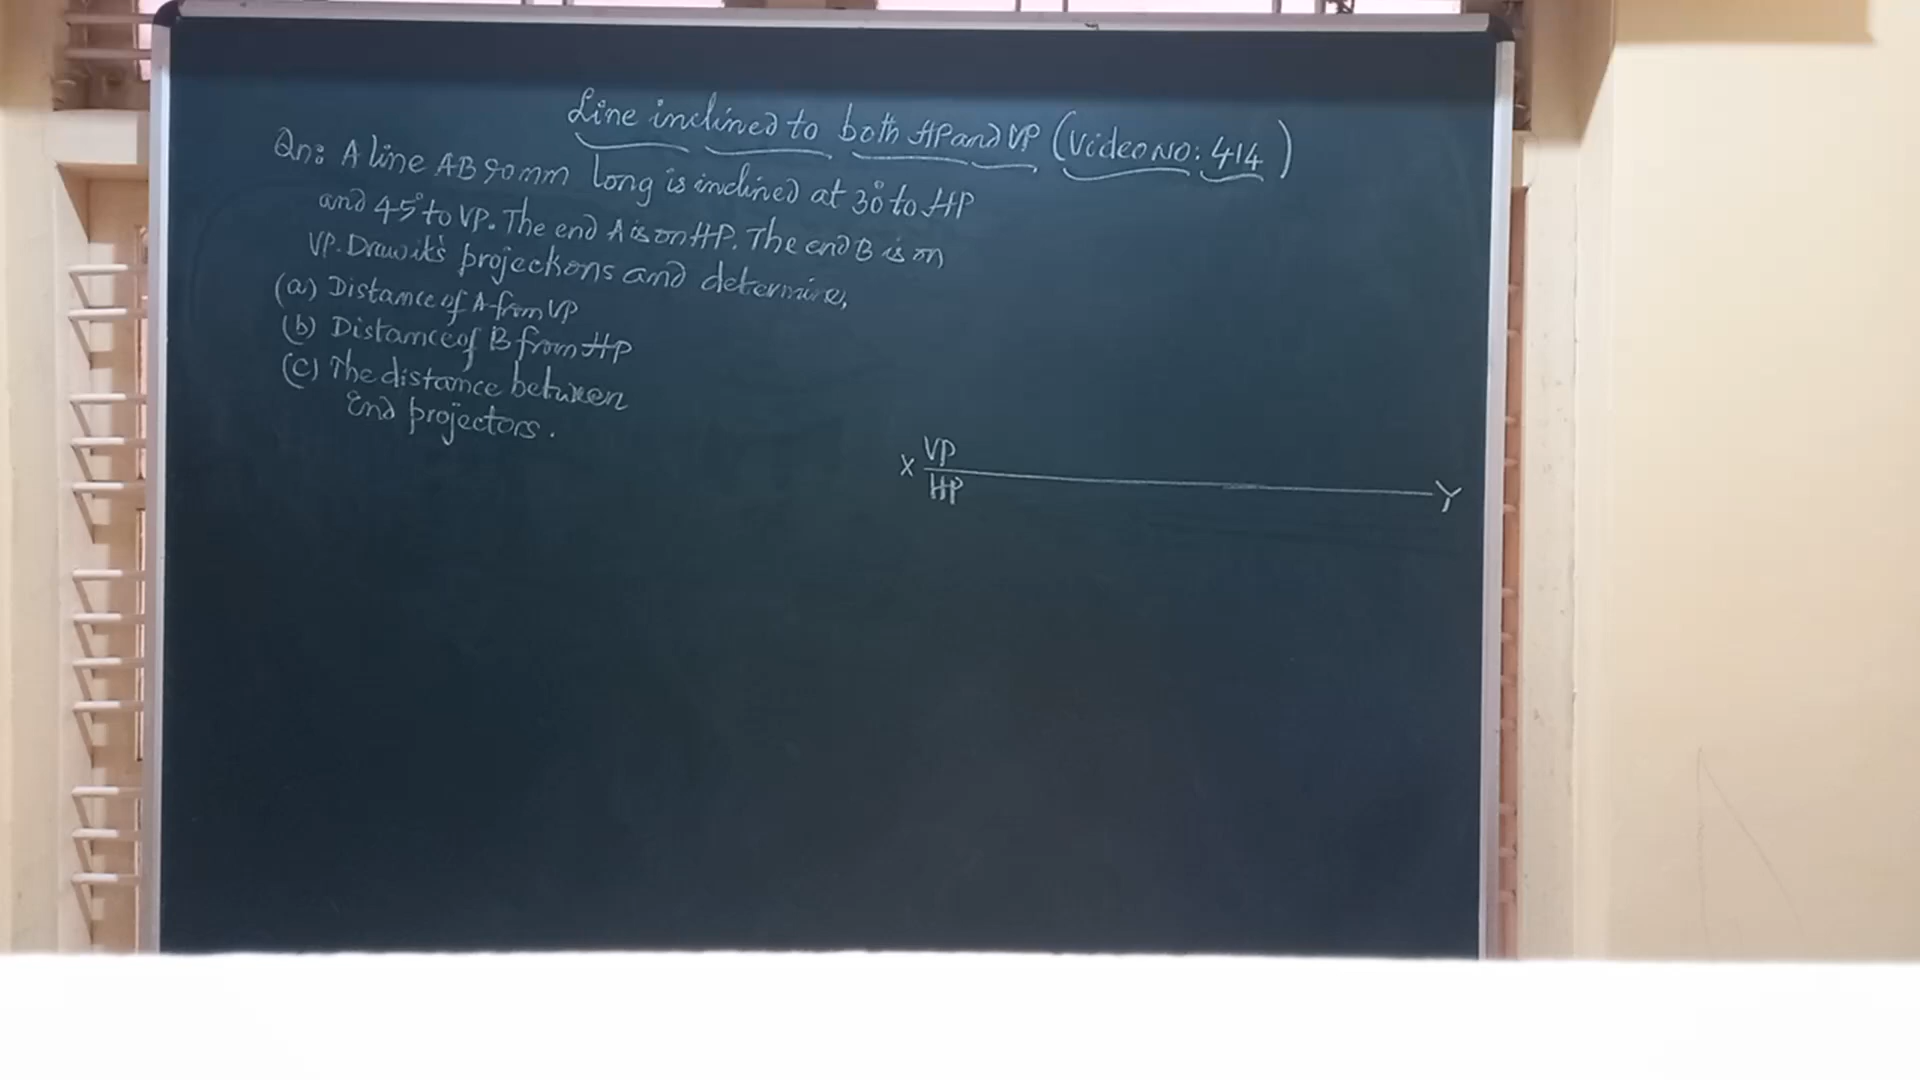 Line inclined to both HP and VP (Video NO: 414)
Qn: A line AB 90mm long is inclined at 30° to HP
and 45° to VP. The end A is on HP. The end B is on
VP. Draw it's projections and determine,
(a) Distance of A from VP
(b) Distance of B from HP
(c) The distance between
End projectors.
VP
X Y
HP